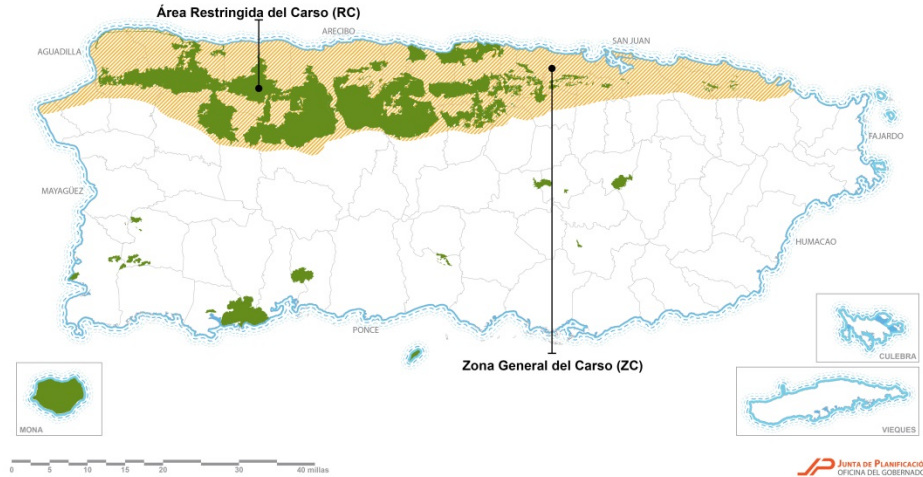 Área Restringida del Carso (RC)
ARECIBO
AGUADILLA
SAN JUAN
FAJARDO
MAYAGÜEZ
HUMACAO
PONCE
Zona General del Carso (ZC)
CULEBRA
MONA
VIEQUES
0 5 10 15 20 30 40 millas
JUNTA DE PLANIFICACIÓ
OFICINA DEL GOBERNADO